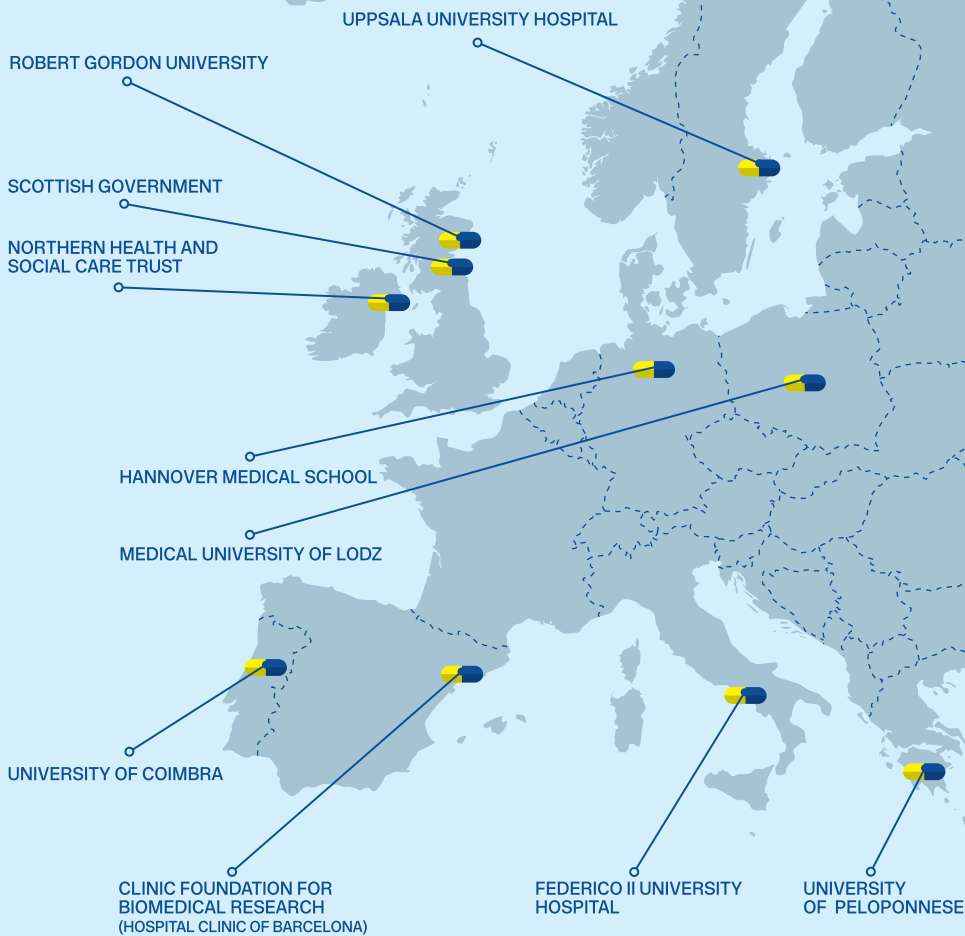 UPPSALA UNIVERSITY HOSPITAL
ROBERT GORDON UNIVERSITY
SCOTTISH GOVERNMENT
NORTHERN HEALTH AND
SOCIAL CARE TRUST
HANNOVER MEDICAL SCHOOL
MEDICAL UNIVERSITY OF LODZ
UNIVERSITY OF COIMBRA
CLINIC FOUNDATION FOR
BIOMEDICAL RESEARCH
(HOSPITAL CLINIC OF BARCELONA)
FEDERICO II UNIVERSITY
HOSPITAL
UNIVERSITY
OF PELOPONNESE